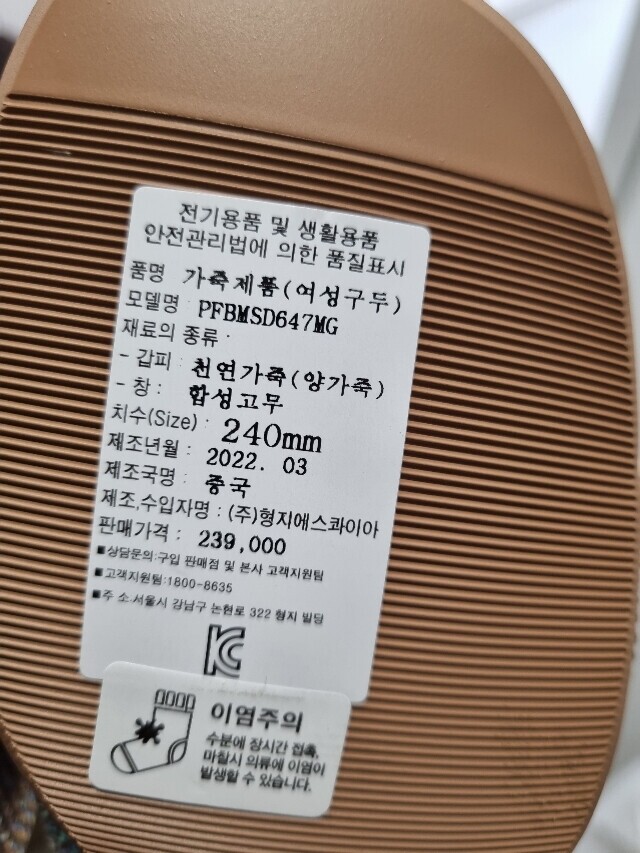 전기용품 및 생활용품
안전관리법에 의한 품질표시
품명 가죽제품(여성구두)
모델명 : PFBMSD647MG
재료의 종류 :
- 갑피 : 천연가죽(양가죽)
- 창 : 합성고무
치수(Size) : 240mm
제조년월 : 2022. 03
제조국명 : 중국
제조,수입자명 : (주)형지에스콰이아
판매가격 : 239,000
■상담문의:구입 판매점 및 본사 고객지원팀
■고객지원팀:1800-8635
■주 소:서울시 강남구 논현로 322 형지 빌딩
KC
이염주의
수분에 장시간 접촉,
마찰시 의류에 이염이
발생할 수 있습니다.